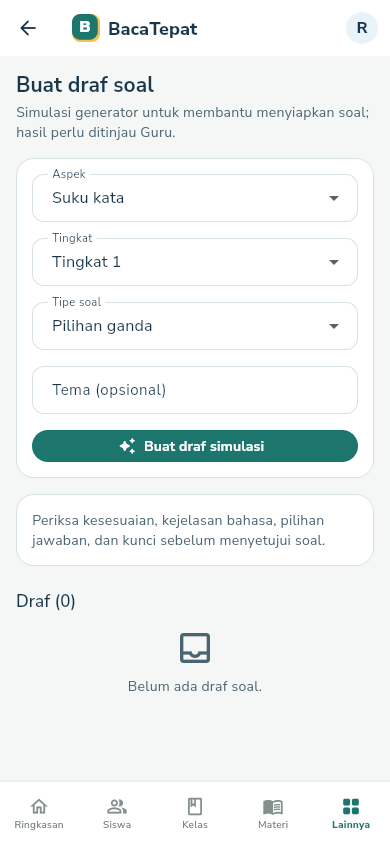 B BacaTepat R
Buat draf soal
Simulasi generator untuk membantu menyiapkan soal;
hasil perlu ditinjau Guru.
Aspek
Suku kata
Tingkat
Tingkat 1
Tipe soal
Pilihan ganda
Tema (opsional)
Buat draf simulasi
Periksa kesesuaian, kejelasan bahasa, pilihan
jawaban, dan kunci sebelum menyetujui soal.
Draf (0)
Belum ada draf soal.
Ringkasan Siswa Kelas Materi Lainnya